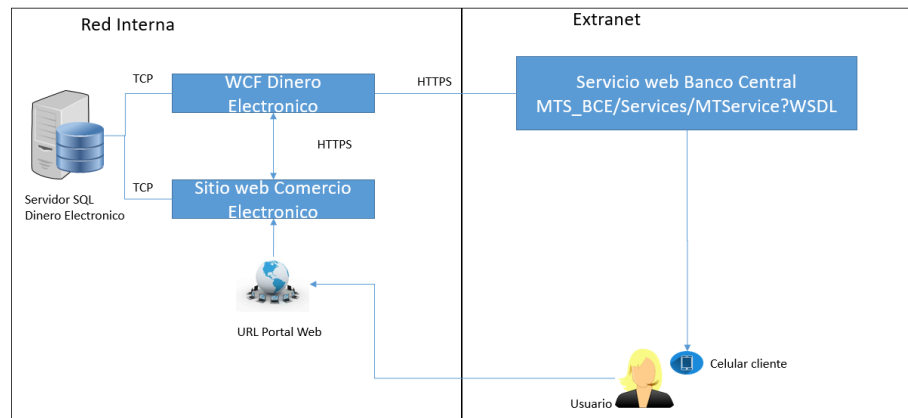 Red Interna
Extranet
TCP
WCF Dinero
Electronico
HTTPS
Servicio web Banco Central
MTS_BCE/Services/MTService?WSDL
HTTPS
TCP
Sitio web Comercio
Electronico
Servidor SQL
Dinero Electronico
URL Portal Web
Celular cliente
Usuario